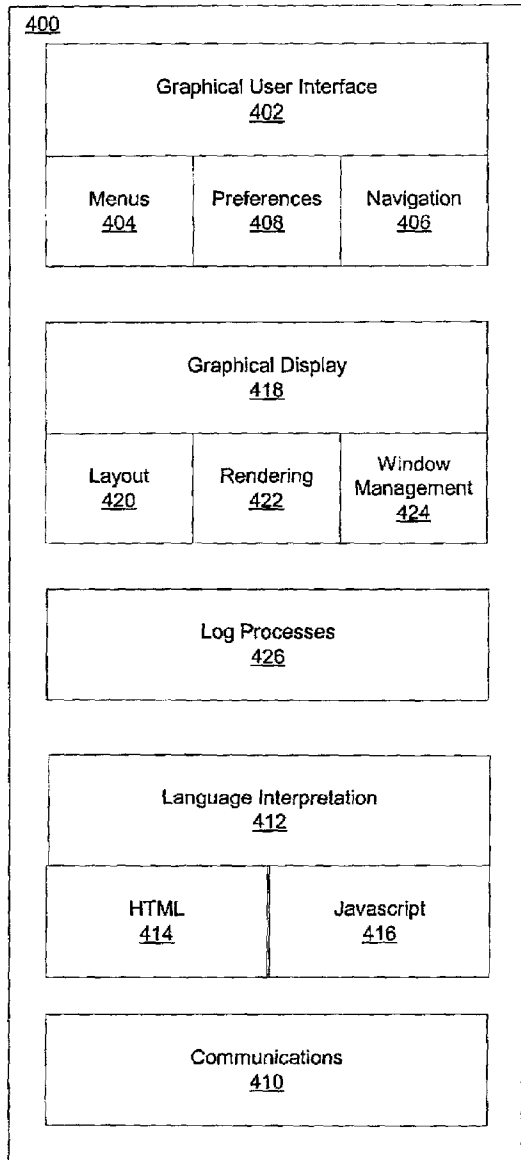 400
Graphical User Interface
402
Menus
404
Preferences
408
Navigation
406
Graphical Display
418
Layout
420
Rendering
422
Window
Management
424
Log Processes
426
Language Interpretation
412
HTML
414
Javascript
416
Communications
410